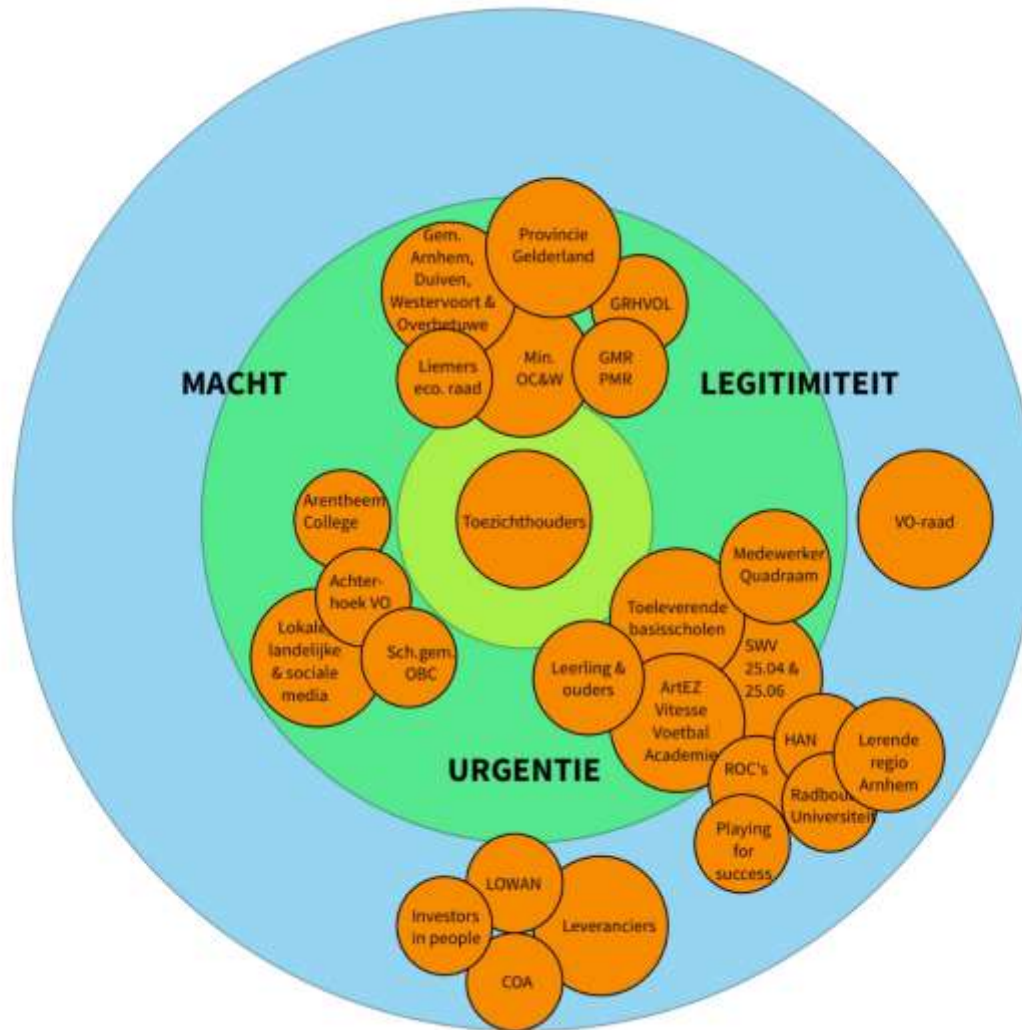 Provincie
Gelderland
Gem.
Arnhem,
Duiven,
Westervoort &
Overbetuwe
GRHVOL
Liemers
eco. raad
Min.
OC&W
GMR
PMR
MACHT
LEGITIMITEIT
Arentheem
College
Toezichthouders
VO-raad
Medewerker
Quadraam
Achter-
hoek VO
Toeleverende
basisscholen
Lokale,
landelijke
& sociale
media
Sch.gem.
OBC
Leerling &
ouders
SWV
25.04 &
25.06
ArtEZ
Vitesse
Voetbal
Academie
HAN
Lerende
regio
Arnhem
URGENTIE
ROC's
Radboud
Universiteit
Playing
for
success
LOWAN
Investors
in people
Leveranciers
COA